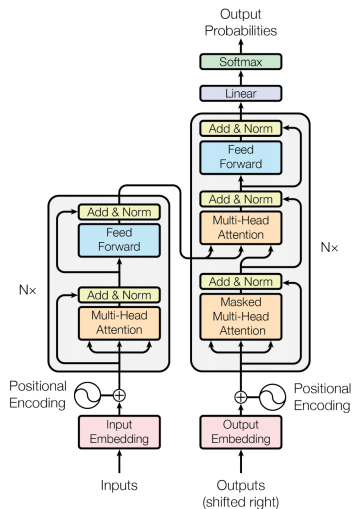 Output
Probabilities
Softmax
Linear
Add & Norm
Feed
Forward
Add & Norm
Multi-Head
Attention
Add & Norm
Masked
Multi-Head
Attention
N×
Add & Norm
Feed
Forward
N×
Add & Norm
Multi-Head
Attention
Positional
Encoding
Positional
Encoding
Input
Embedding
Output
Embedding
Inputs
Outputs
(shifted right)